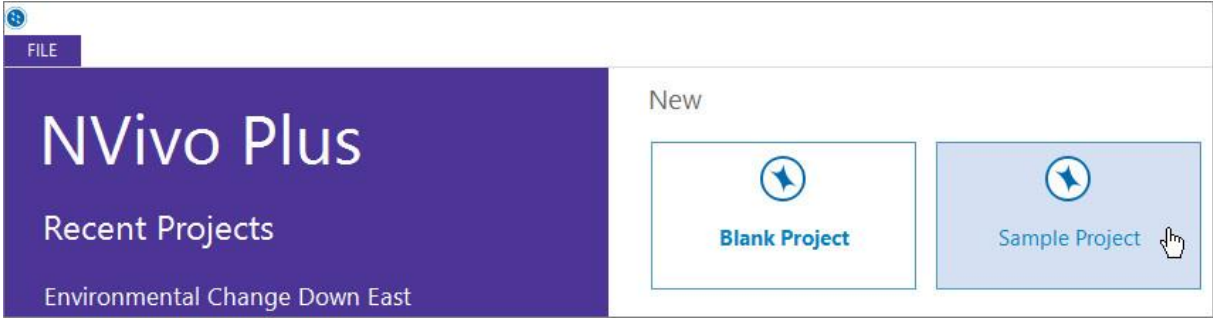 FILE
NVivo Plus
Recent Projects
Environmental Change Down East
New
Blank Project
Sample Project